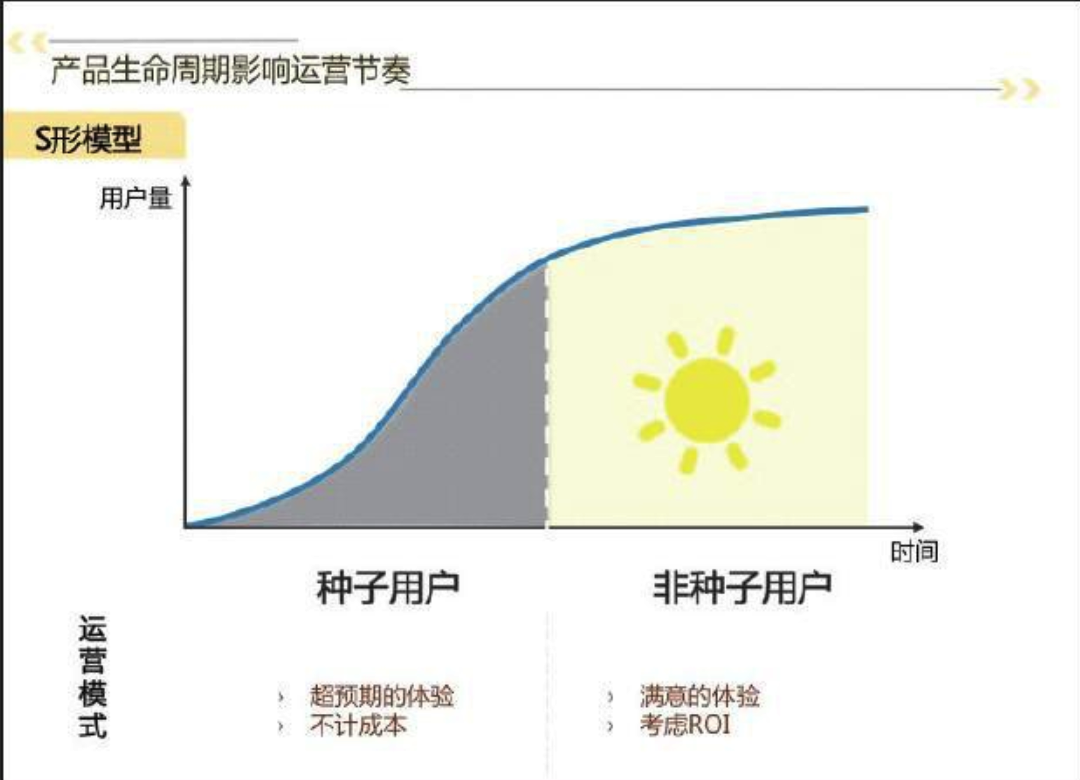 产品生命周期影响运营节奏
S形模型
用户量
时间
种子用户
非种子用户
运营模式
› 超预期的体验
› 不计成本
› 满意的体验
› 考虑ROI